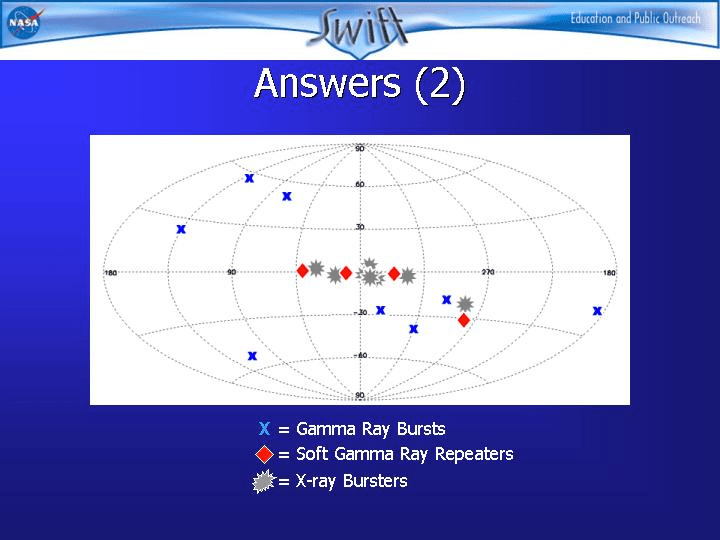 NASA
Swift
Education and Public Outreach
Answers (2)
90
60
30
180 90 270 180
-30
-60
90
X = Gamma Ray Bursts
= Soft Gamma Ray Repeaters
= X-ray Bursters